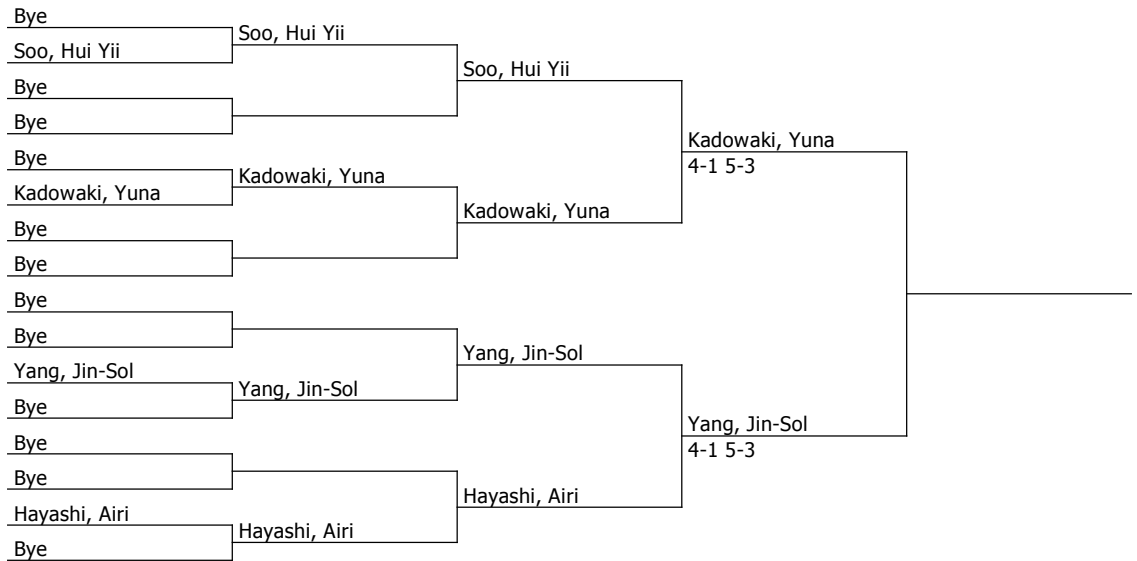 Bye
Soo, Hui Yii
Bye
Bye
Bye
Kadowaki, Yuna
Bye
Bye
Bye
Bye
Yang, Jin-Sol
Bye
Bye
Bye
Hayashi, Airi
Bye
Soo, Hui Yii
Kadowaki, Yuna
Yang, Jin-Sol
Hayashi, Airi
Soo, Hui Yii
Kadowaki, Yuna
Yang, Jin-Sol
Hayashi, Airi
Kadowaki, Yuna
4-1 5-3
Yang, Jin-Sol
4-1 5-3